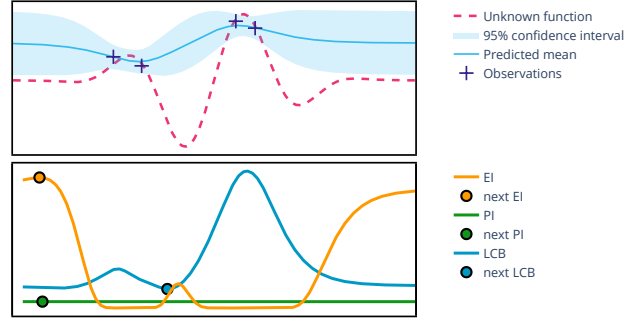 Unknown function
95% confidence interval
Predicted mean
Observations
EI
next EI
PI
next PI
LCB
next LCB